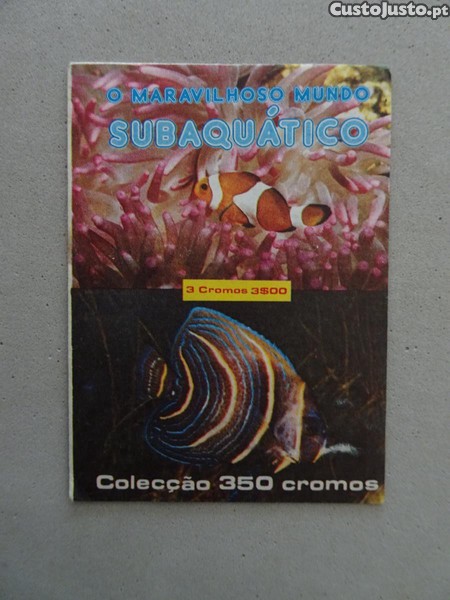 CustoJusto.pt
O MARAVILHOSO MUNDO
SUBAQUÁTICO
3 Cromos 3$00
Colecção 350 cromos